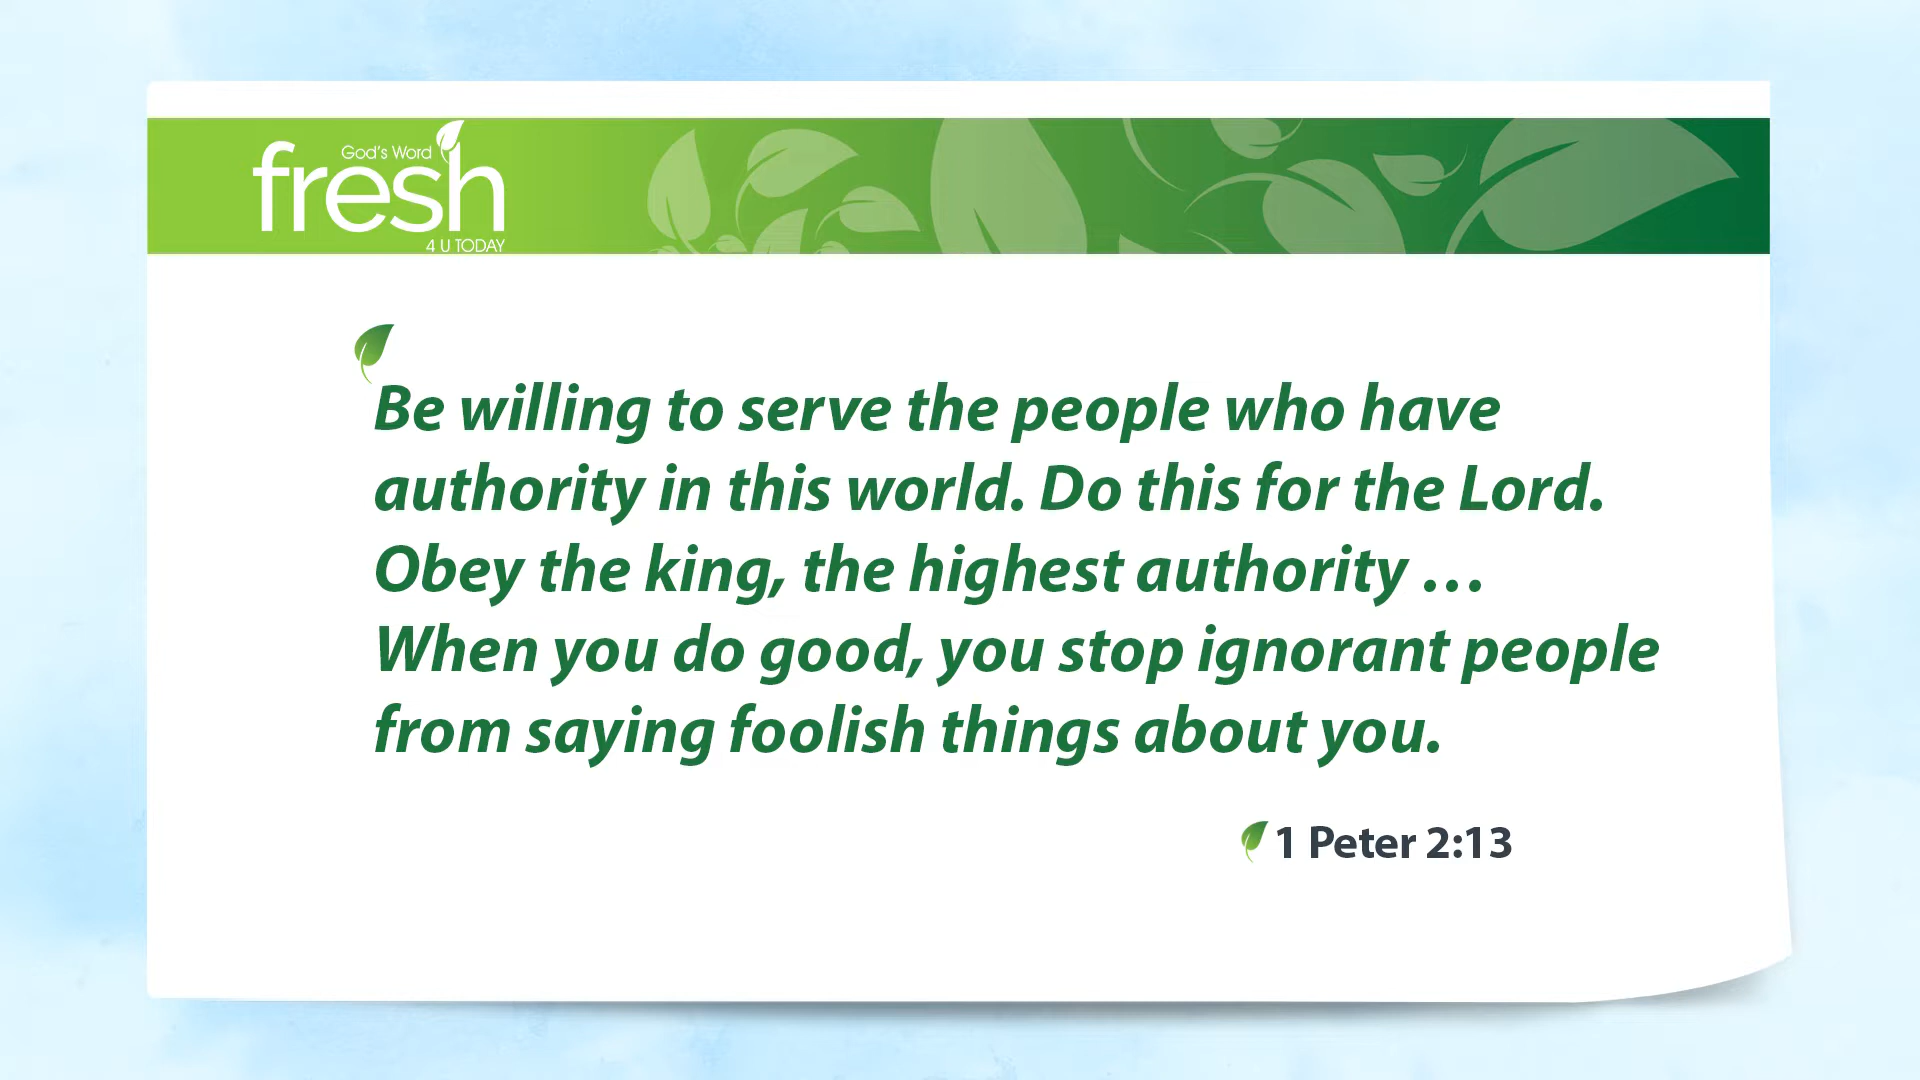 God's Word
fresh
4 U TODAY
Be willing to serve the people who have
authority in this world. Do this for the Lord.
Obey the king, the highest authority …
When you do good, you stop ignorant people
from saying foolish things about you.
1 Peter 2:13